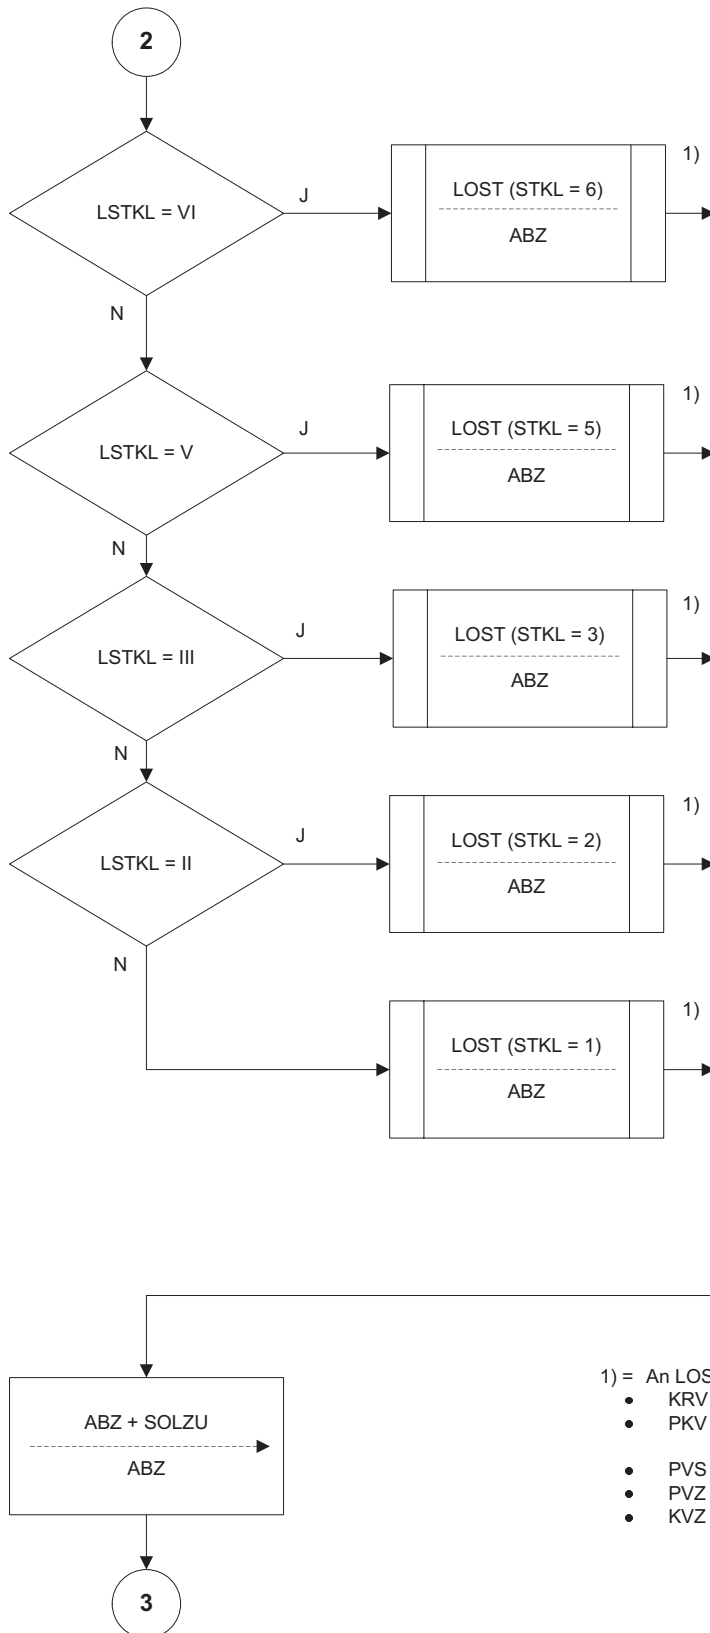 2
LSTKL = VI
J
N
LOST (STKL = 6)
ABZ
1)
LSTKL = V
J
N
LOST (STKL = 5)
ABZ
1)
LSTKL = III
J
N
LOST (STKL = 3)
ABZ
1)
LSTKL = II
J
N
LOST (STKL = 2)
ABZ
1)
LOST (STKL = 1)
ABZ
1)
ABZ + SOLZU
ABZ
1) = An LOS
• KRV
• PKV
• PVS
• PVZ
• KVZ
3